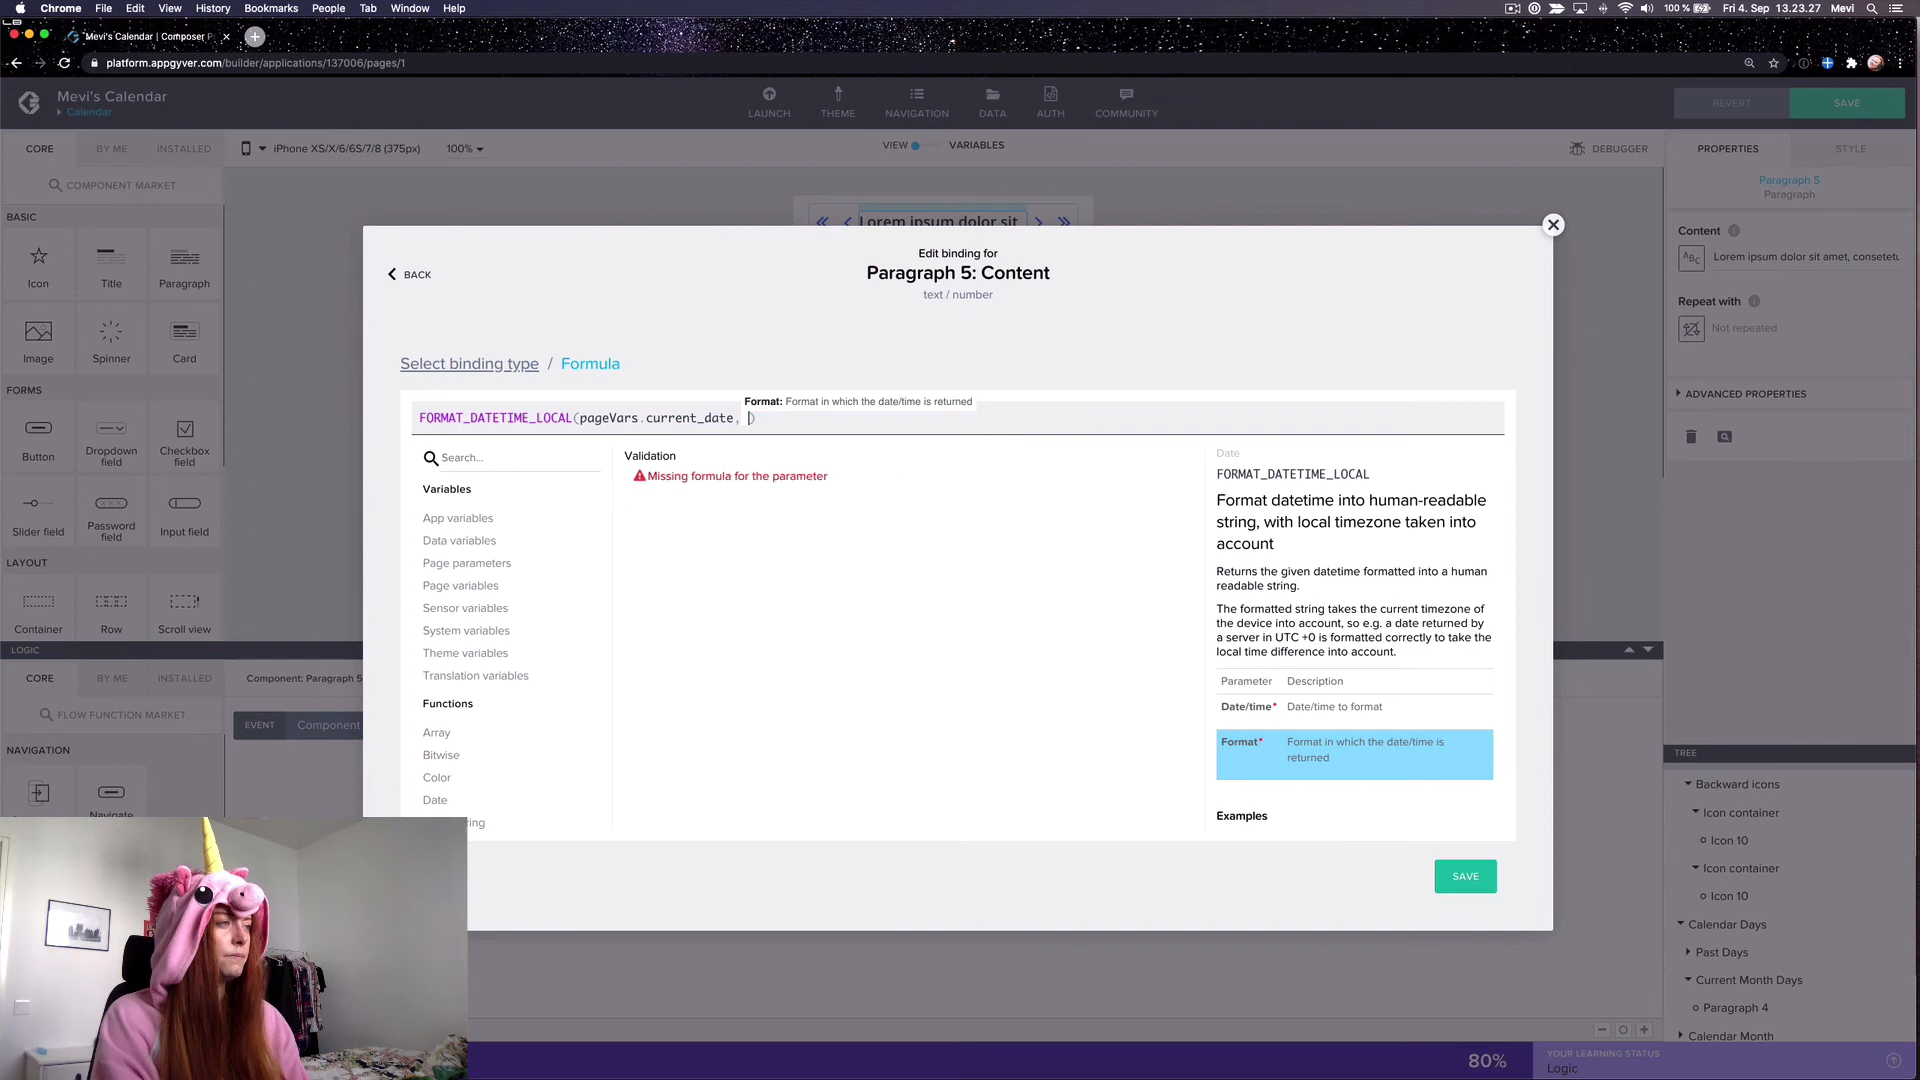 Chrome File Edit View History Bookmarks People Tab Window Help
100 % Fri 4. Sep 13.23.27 Mevi
Mevi's Calendar | Composer P
platform.appgyver.com/builder/applications/137006/pages/1
Mevi's Calendar
Calendar
LAUNCH THEME NAVIGATION DATA AUTH COMMUNITY
REVERT SAVE
CORE BY ME INSTALLED
iPhone XS/X/6/6S/7/8 (375px) 100%
VIEW VARIABLES
DEBUGGER
PROPERTIES STYLE
COMPONENT MARKET
Paragraph 5
Paragraph
BASIC
Icon Title Paragraph
Image Spinner Card
FORMS
Button Dropdown field Checkbox field
Slider field Password field Input field
LAYOUT
Container Row Scroll view
Lorem ipsum dolor sit
Content
ABC Lorem ipsum dolor sit amet, consetetu
Repeat with
Not repeated
ADVANCED PROPERTIES
BACK
Edit binding for
Paragraph 5: Content
text / number
Select binding type / Formula
Format: Format in which the date/time is returned
FORMAT_DATETIME_LOCAL(pageVars.current_date, )
Search...
Variables
App variables
Data variables
Page parameters
Page variables
Sensor variables
System variables
Theme variables
Translation variables
Functions
Array
Bitwise
Color
Date
ring
Validation
Missing formula for the parameter
Date
FORMAT_DATETIME_LOCAL
Format datetime into human-readable
string, with local timezone taken into
account
Returns the given datetime formatted into a human
readable string.
The formatted string takes the current timezone of
the device into account, so e.g. a date returned by
a server in UTC +0 is formatted correctly to take the
local time difference into account.
Parameter Description
Date/time* Date/time to format
Format* Format in which the date/time is
returned
Examples
SAVE
LOGIC
CORE BY ME INSTALLED
Component: Paragraph 5
FLOW FUNCTION MARKET
EVENT Component
NAVIGATION
Navigate
TREE
Backward icons
Icon container
Icon 10
Icon container
Icon 10
Calendar Days
Past Days
Current Month Days
Paragraph 4
Calendar Month
80%
YOUR LEARNING STATUS
Logic